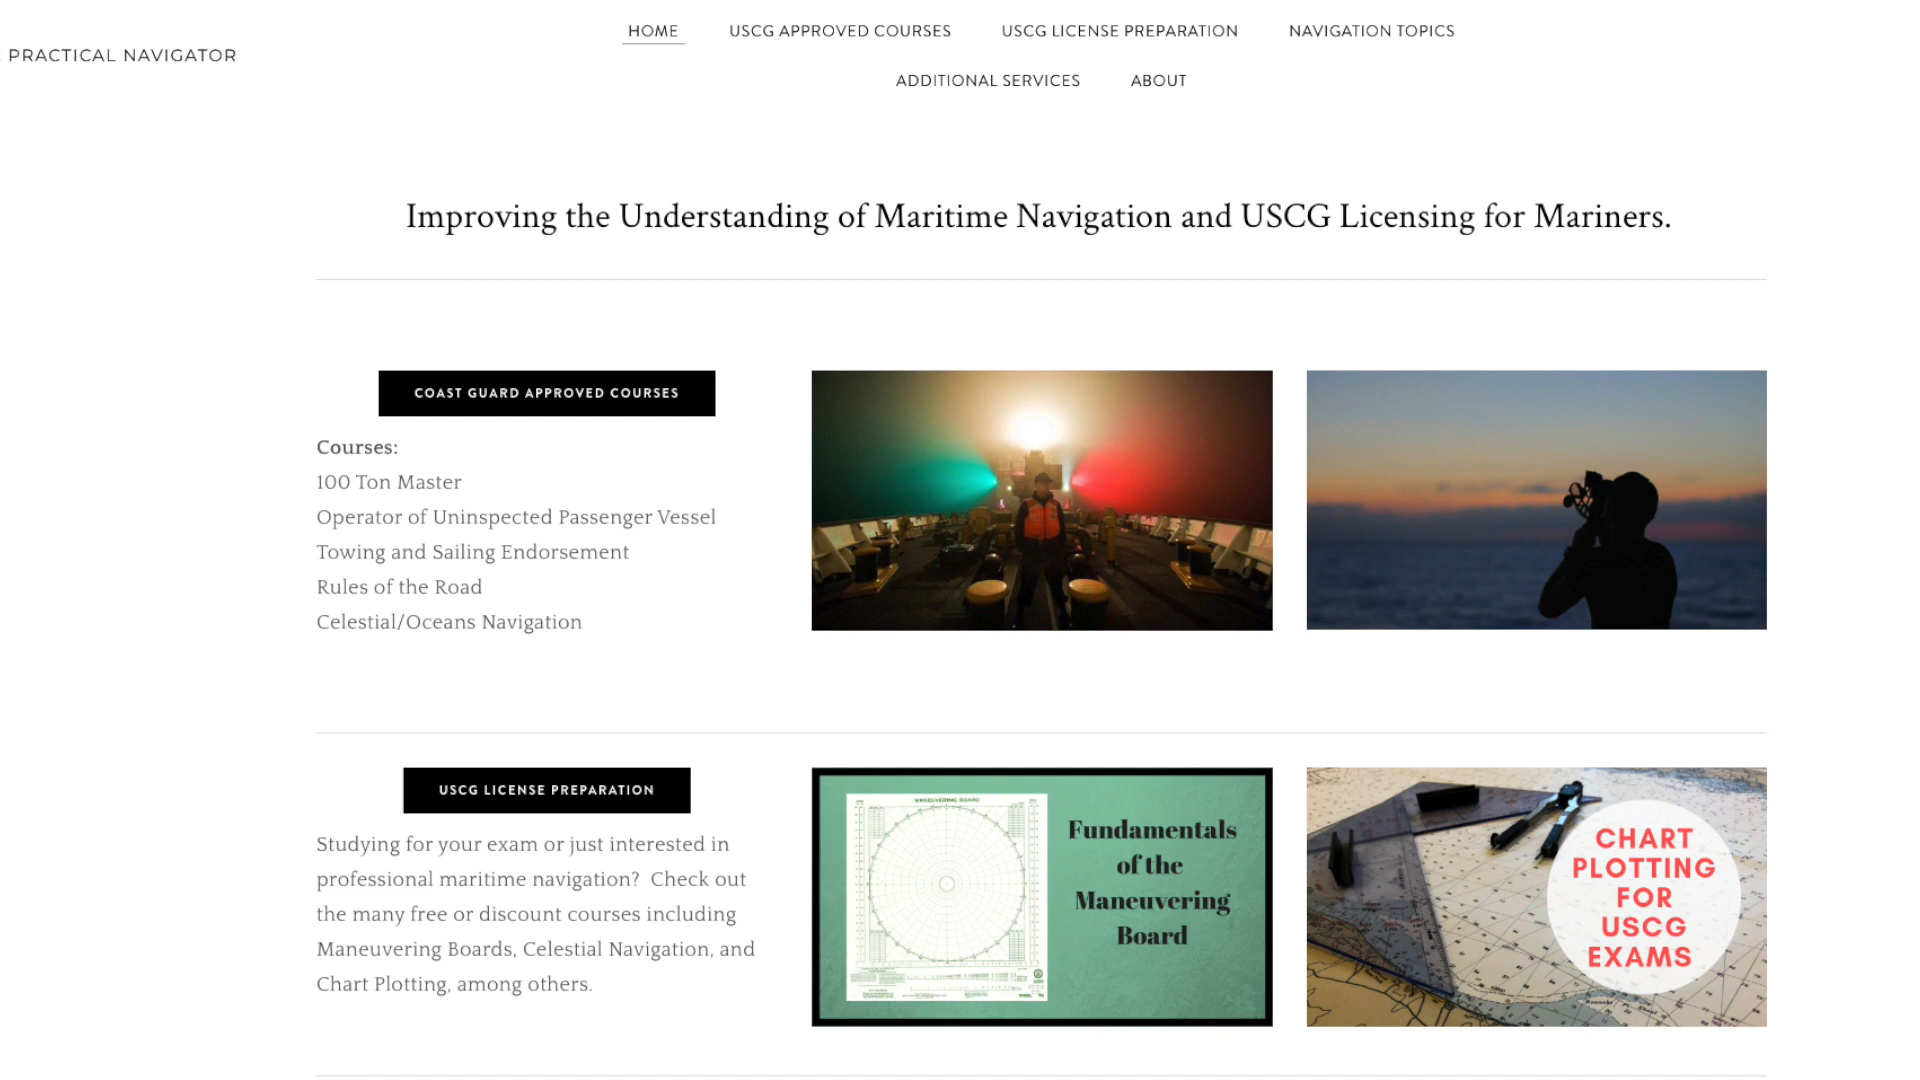 PRACTICAL NAVIGATOR
HOME
USCG APPROVED COURSES
USCG LICENSE PREPARATION
NAVIGATION TOPICS
ADDITIONAL SERVICES
ABOUT
Improving the Understanding of Maritime Navigation and USCG Licensing for Mariners.
COAST GUARD APPROVED COURSES
Courses:
100 Ton Master
Operator of Uninspected Passenger Vessel
Towing and Sailing Endorsement
Rules of the Road
Celestial/Oceans Navigation
USCG LICENSE PREPARATION
Studying for your exam or just interested in
professional maritime navigation? Check out
the many free or discount courses including
Maneuvering Boards, Celestial Navigation, and
Chart Plotting, among others.
MANEUVERING BOARD
Fundamentals
of the
Maneuvering
Board
CHART
PLOTTING
FOR
USCG
EXAMS